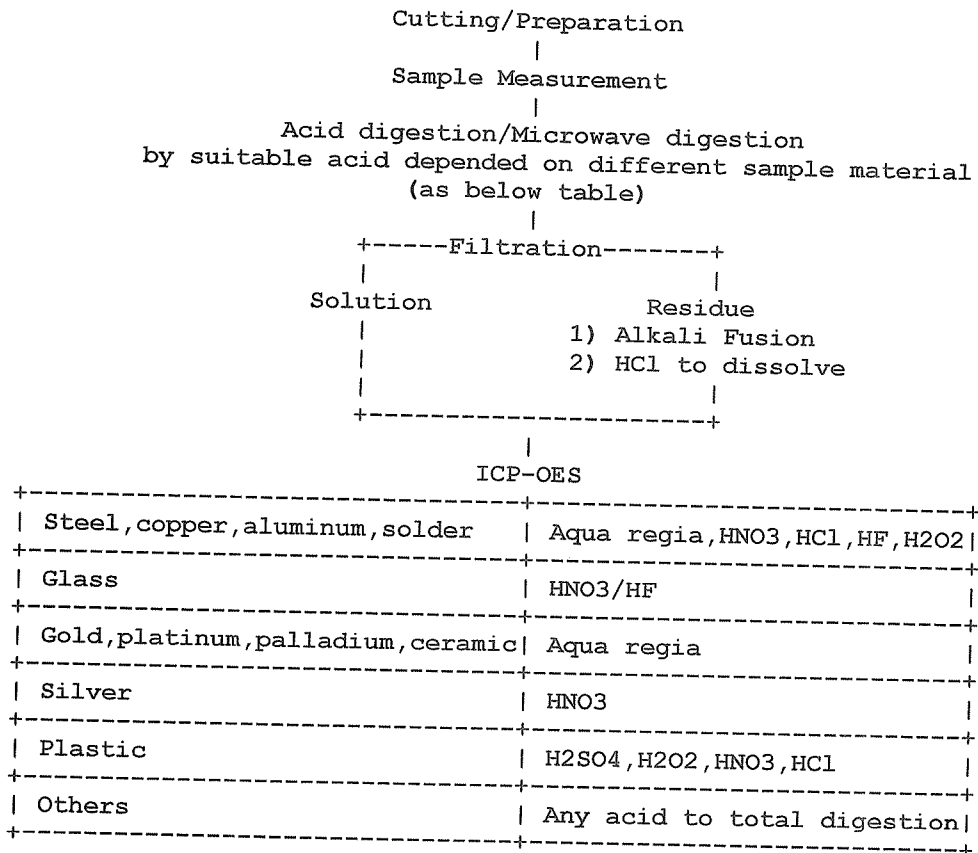 Cutting/Preparation
Sample Measurement
Acid digestion/Microwave digestion
by suitable acid depended on different sample material
(as below table)
+-----Filtration-------+
Solution
Residue
1) Alkali Fusion
2) HCl to dissolve
ICP-OES
Steel,copper,aluminum,solder | Aqua regia,HNO3,HCl,HF,H2O2
Glass | HNO3/HF
Gold,platinum,palladium,ceramic | Aqua regia
Silver | HNO3
Plastic | H2SO4,H2O2,HNO3,HCl
Others | Any acid to total digestion